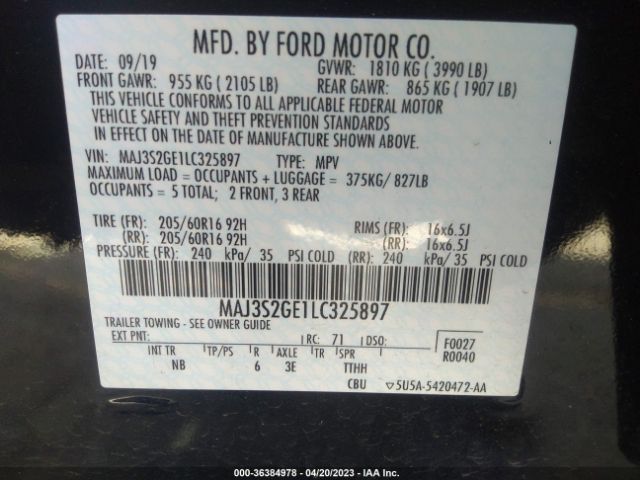 MFD. BY FORD MOTOR CO.
DATE: 09/19 GVWR: 1810 KG ( 3990 LB)
FRONT GAWR: 955 KG ( 2105 LB) REAR GAWR: 865 KG ( 1907 LB)
THIS VEHICLE CONFORMS TO ALL APPLICABLE FEDERAL MOTOR
VEHICLE SAFETY AND THEFT PREVENTION STANDARDS
IN EFFECT ON THE DATE OF MANUFACTURE SHOWN ABOVE.
VIN: MAJ3S2GE1LC325897 TYPE: MPV
MAXIMUM LOAD = OCCUPANTS + LUGGAGE = 375KG/ 827LB
OCCUPANTS = 5 TOTAL; 2 FRONT, 3 REAR
TIRE (FR): 205/60R16 92H RIMS (FR): 16x6.5J
(RR): 205/60R16 92H (RR): 16x6.5J
PRESSURE (FR): 240 kPa/ 35 PSI COLD (RR): 240 kPa/ 35 PSI COLD
MAJ3S2GE1LC325897
TRAILER TOWING - SEE OWNER GUIDE
EXT PNT: RC: 71 DSO: F0027
R0040
INT TR TP/PS R AXLE TR SPR
NB 6 3E TTHH
CBU 5U5A-5420472-AA
000-36384978 - 04/20/2023 - IAA Inc.